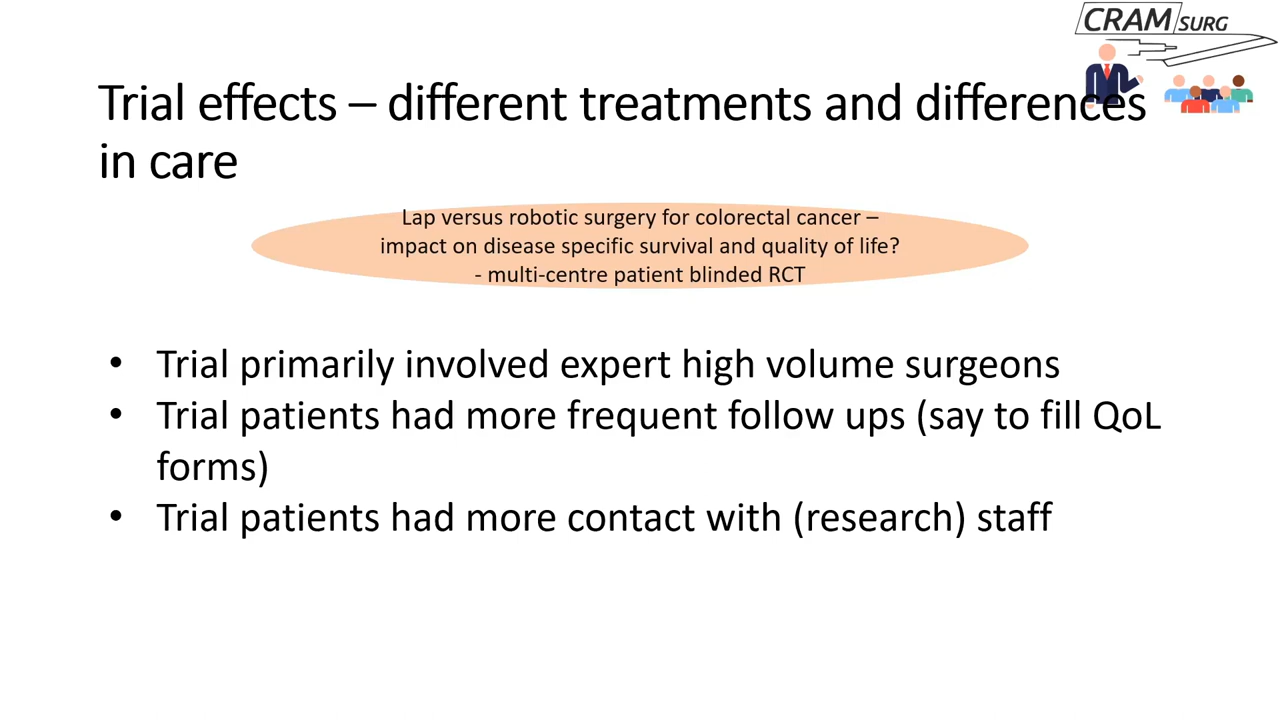 CRAM SURG
Trial effects – different treatments and differences
in care
Lap versus robotic surgery for colorectal cancer –
impact on disease specific survival and quality of life?
- multi-centre patient blinded RCT
• Trial primarily involved expert high volume surgeons
• Trial patients had more frequent follow ups (say to fill QoL
forms)
• Trial patients had more contact with (research) staff